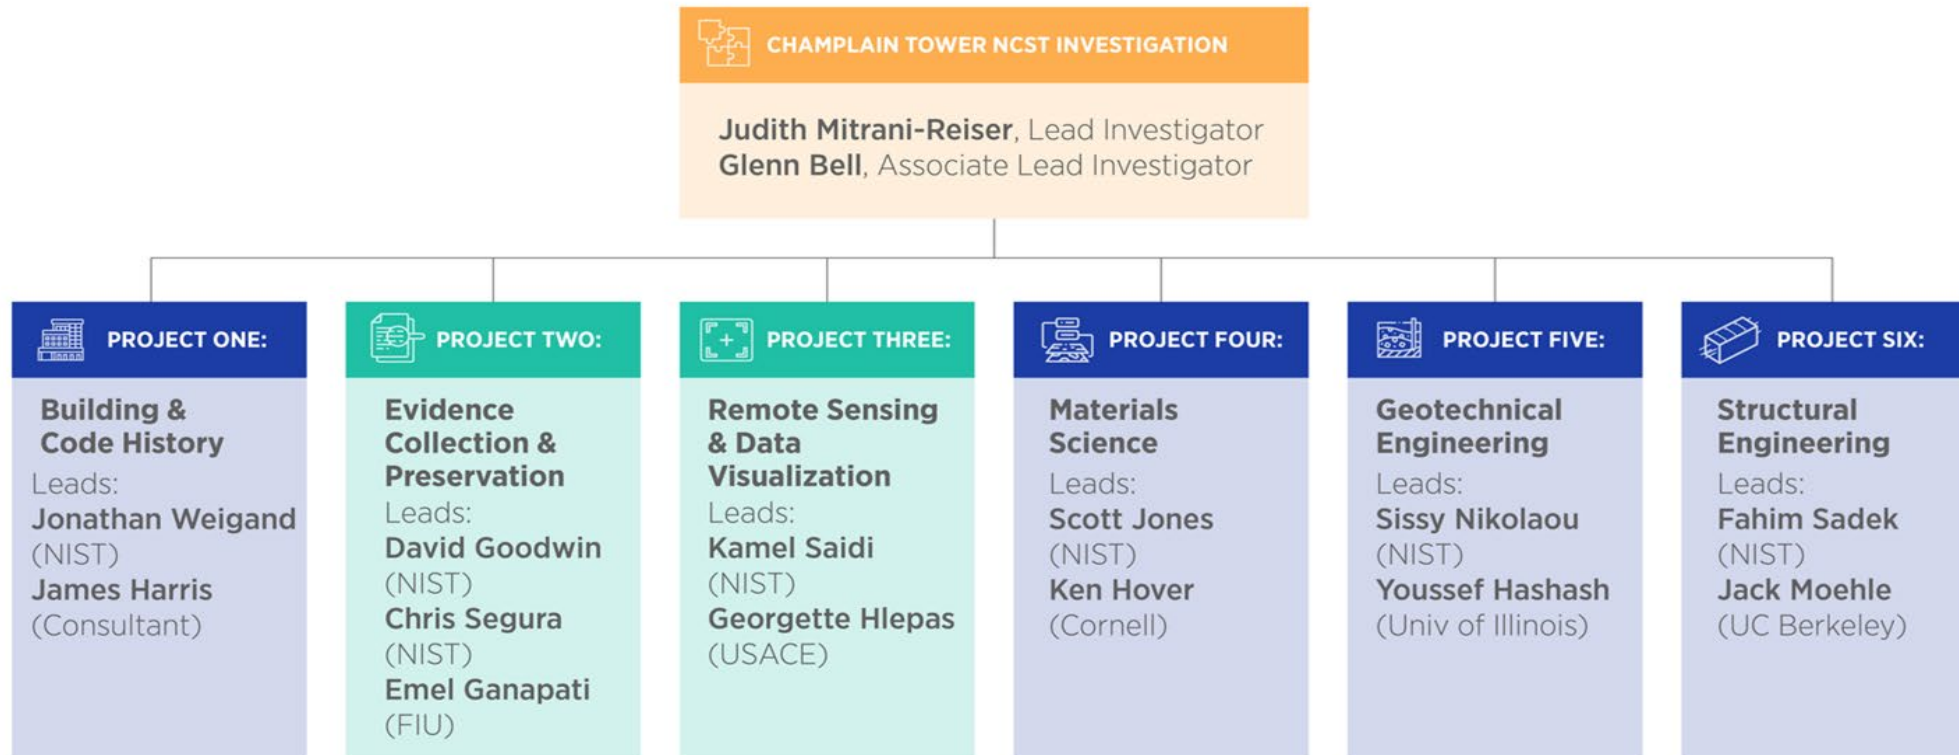 CHAMPLAIN TOWER NCST INVESTIGATION
Judith Mitrani-Reiser, Lead Investigator
Glenn Bell, Associate Lead Investigator
PROJECT ONE:
Building &
Code History
Leads:
Jonathan Weigand
(NIST)
James Harris
(Consultant)
PROJECT TWO:
Evidence
Collection &
Preservation
Leads:
David Goodwin
(NIST)
Chris Segura
(NIST)
Emel Ganapati
(FIU)
PROJECT THREE:
Remote Sensing
& Data
Visualization
Leads:
Kamel Saidi
(NIST)
Georgette Hlepas
(USACE)
PROJECT FOUR:
Materials
Science
Leads:
Scott Jones
(NIST)
Ken Hover
(Cornell)
PROJECT FIVE:
Geotechnical
Engineering
Leads:
Sissy Nikolaou
(NIST)
Youssef Hashash
(Univ of Illinois)
PROJECT SIX:
Structural
Engineering
Leads:
Fahim Sadek
(NIST)
Jack Moehle
(UC Berkeley)